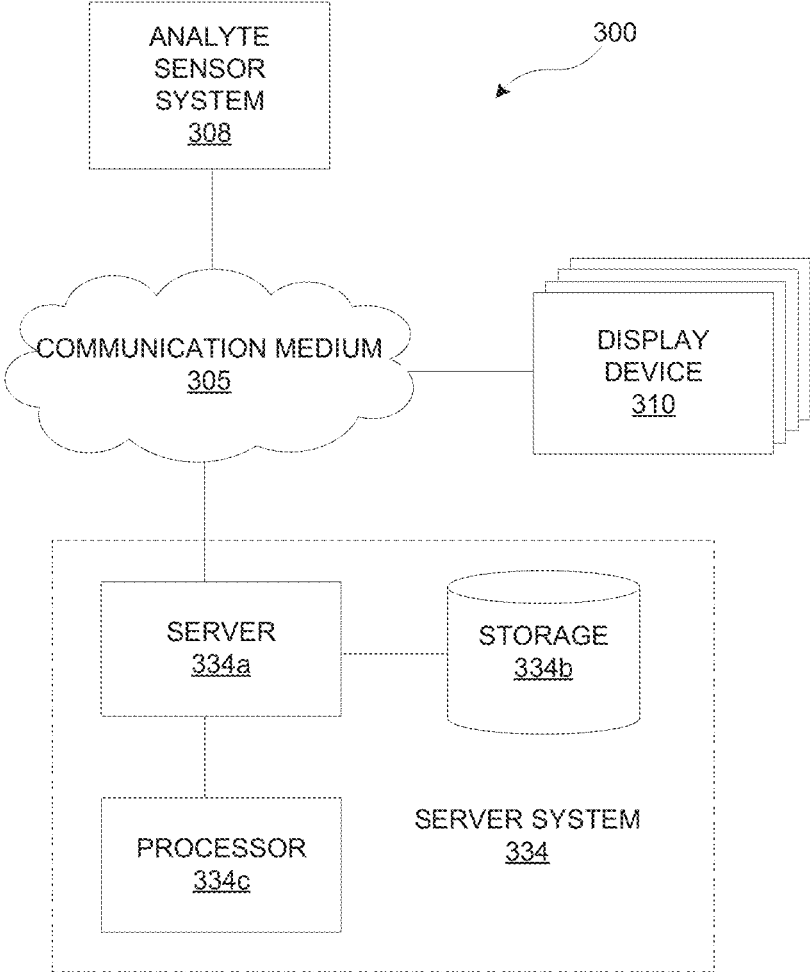 ANALYTE
SENSOR
SYSTEM
308
300
COMMUNICATION MEDIUM
305
DISPLAY
DEVICE
310
SERVER
334a
STORAGE
334b
PROCESSOR
334c
SERVER SYSTEM
334